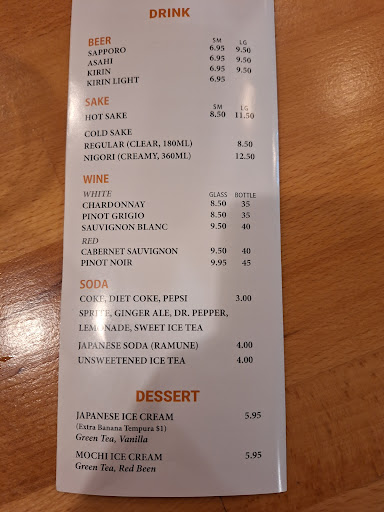 DRINK
BEER SM LG
SAPPORO 6.95 9.50
ASAHI 6.95 9.50
KIRIN 6.95 9.50
KIRIN LIGHT 6.95
SAKE
SM LG
HOT SAKE 8.50 11.50
COLD SAKE
REGULAR (CLEAR, 180ML) 8.50
NIGORI (CREAMY, 360ML) 12.50
WINE
WHITE GLASS BOTTLE
CHARDONNAY 8.50 35
PINOT GRIGIO 8.50 35
SAUVIGNON BLANC 9.50 40
RED
CABERNET SAUVIGNON 9.50 40
PINOT NOIR 9.95 45
SODA
COKE, DIET COKE, PEPSI 3.00
SPRITE, GINGER ALE, DR. PEPPER,
LEMONADE, SWEET ICE TEA
JAPANESE SODA (RAMUNE) 4.00
UNSWEETENED ICE TEA 4.00
DESSERT
JAPANESE ICE CREAM 5.95
(Extra Banana Tempura $1)
Green Tea, Vanilla
MOCHI ICE CREAM 5.95
Green Tea, Red Been